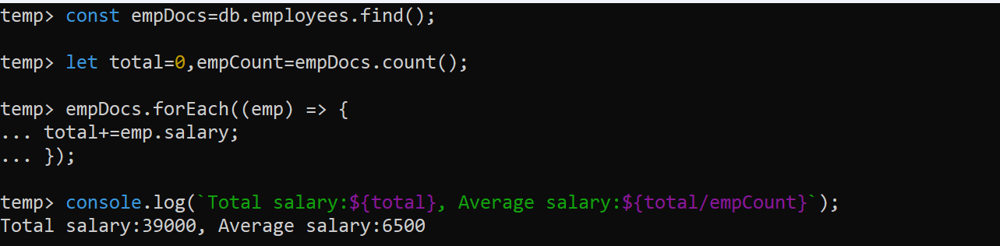 temp> const empDocs=db.employees.find();
temp> let total=0,empCount=empDocs.count();
temp> empDocs.forEach((emp) => {
... total+=emp.salary;
... });
temp> console.log(`Total salary:${total}, Average salary:${total/empCount}`);
Total salary:39000, Average salary:6500